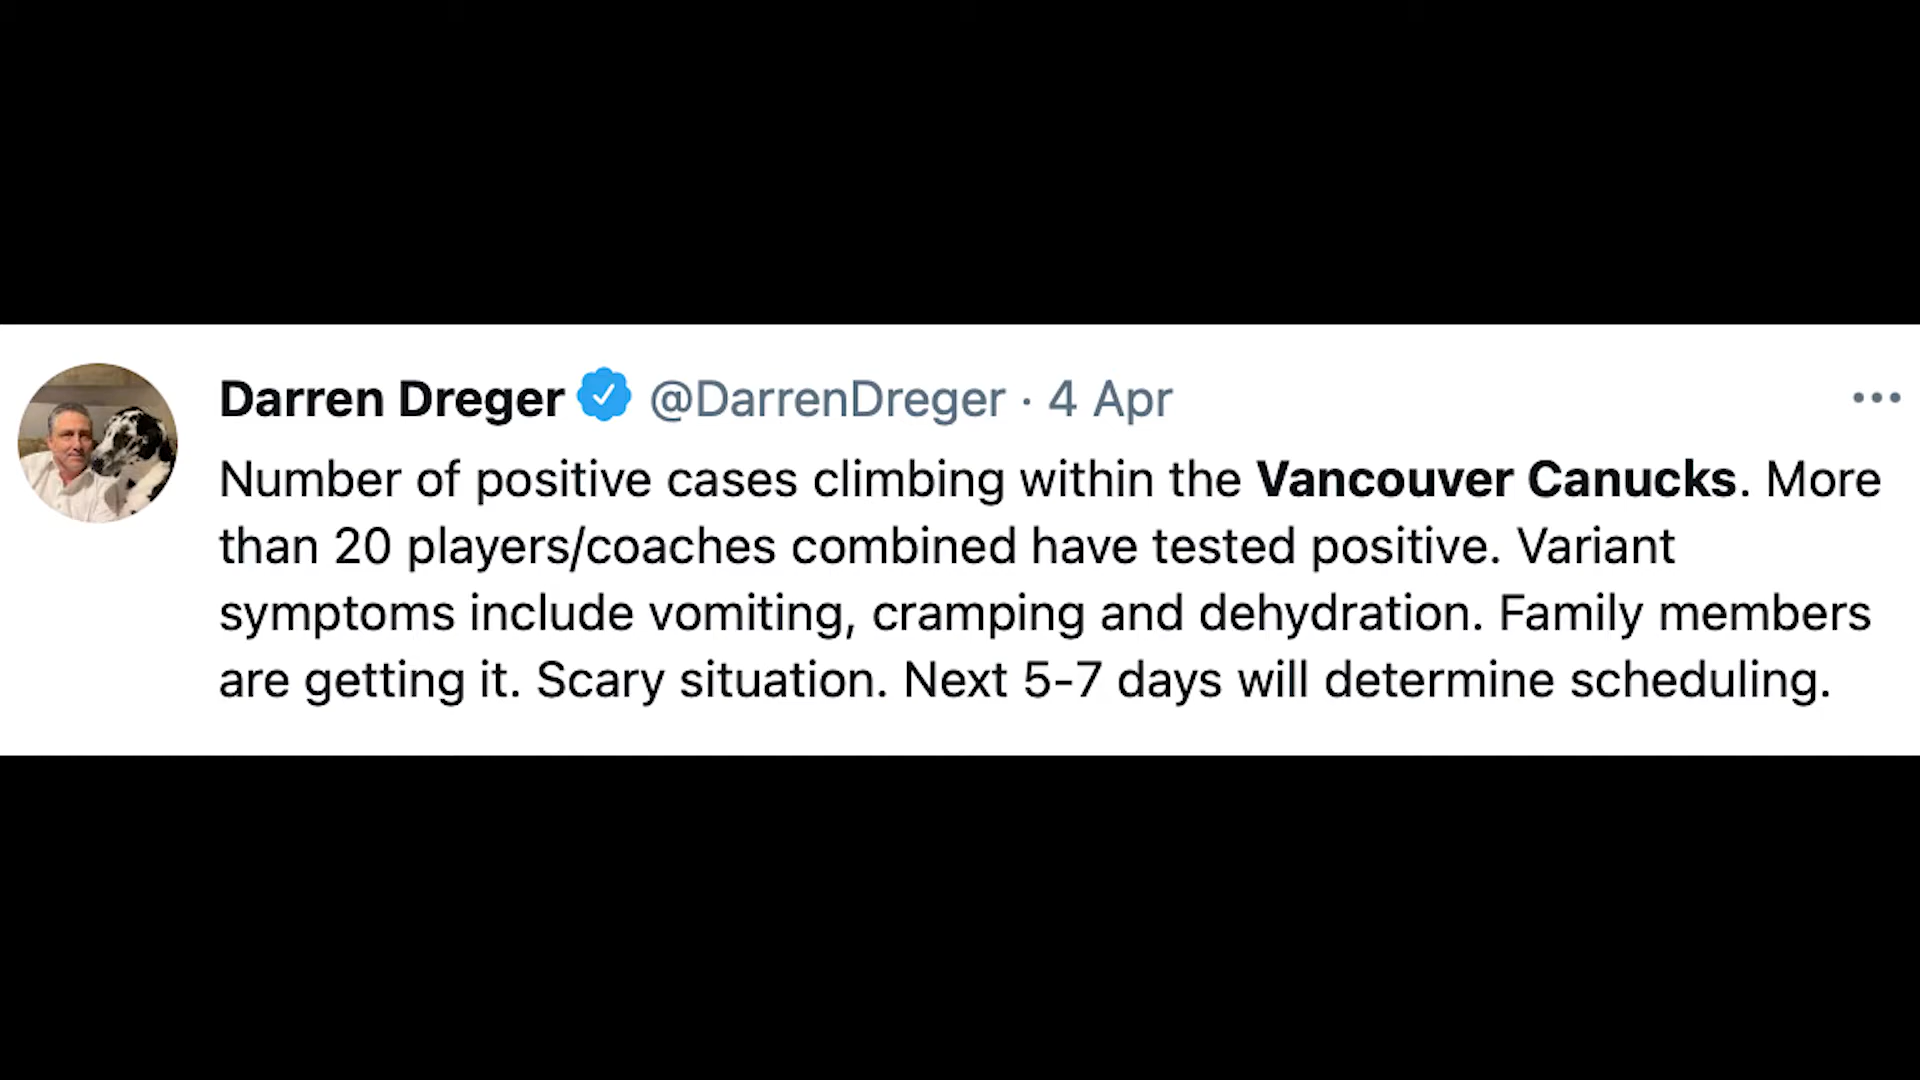 Darren Dreger @DarrenDreger · 4 Apr
Number of positive cases climbing within the Vancouver Canucks. More
than 20 players/coaches combined have tested positive. Variant
symptoms include vomiting, cramping and dehydration. Family members
are getting it. Scary situation. Next 5-7 days will determine scheduling.